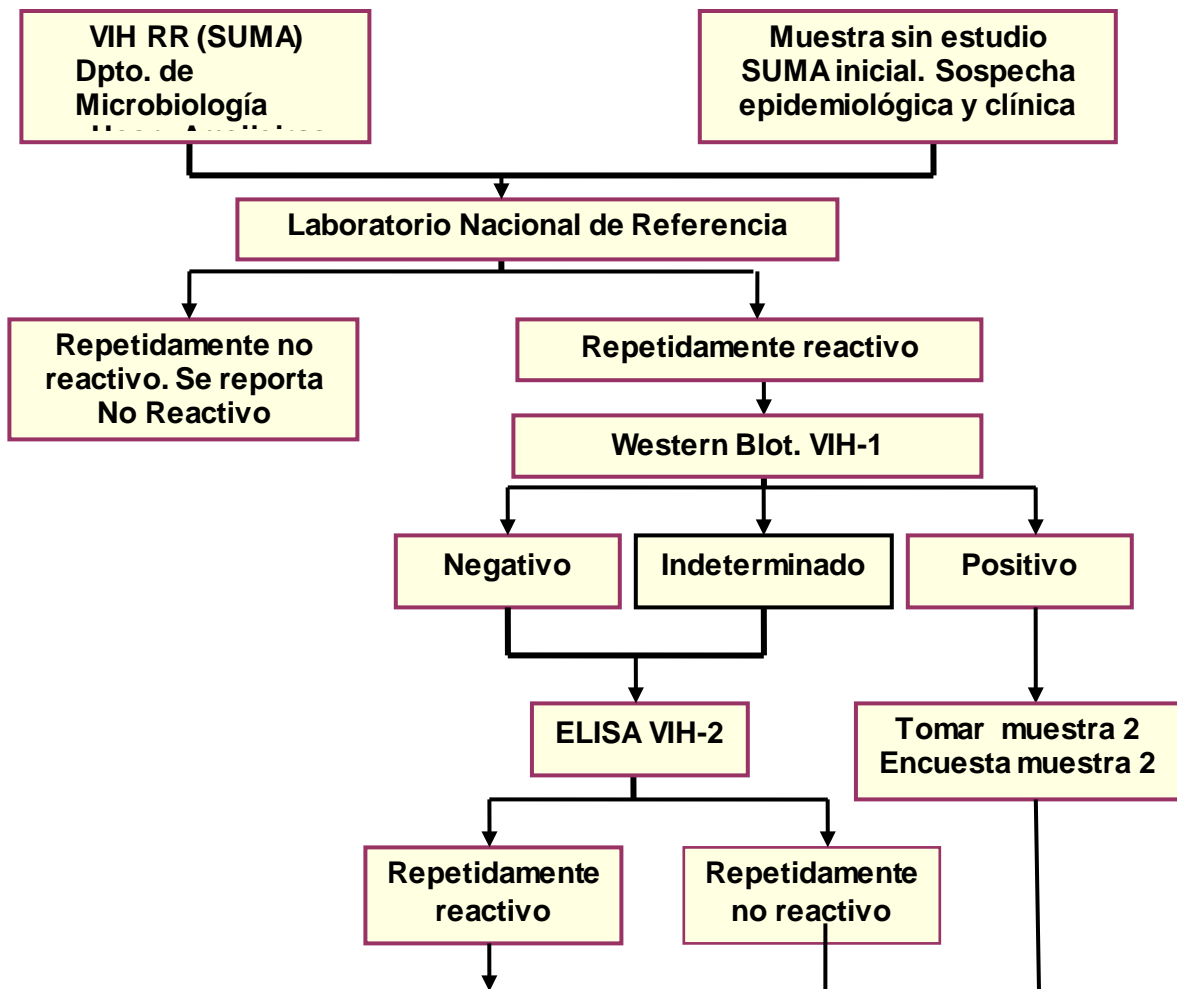 VIH RR (SUMA)
Dpto. de
Microbiología
Muestra sin estudio
SUMA inicial. Sospecha
epidemiológica y clínica
Laboratorio Nacional de Referencia
Repetidamente no
reactivo. Se reporta
No Reactivo
Repetidamente reactivo
Western Blot. VIH-1
Negativo
Indeterminado
Positivo
ELISA VIH-2
Tomar muestra 2
Encuesta muestra 2
Repetidamente
reactivo
Repetidamente
no reactivo